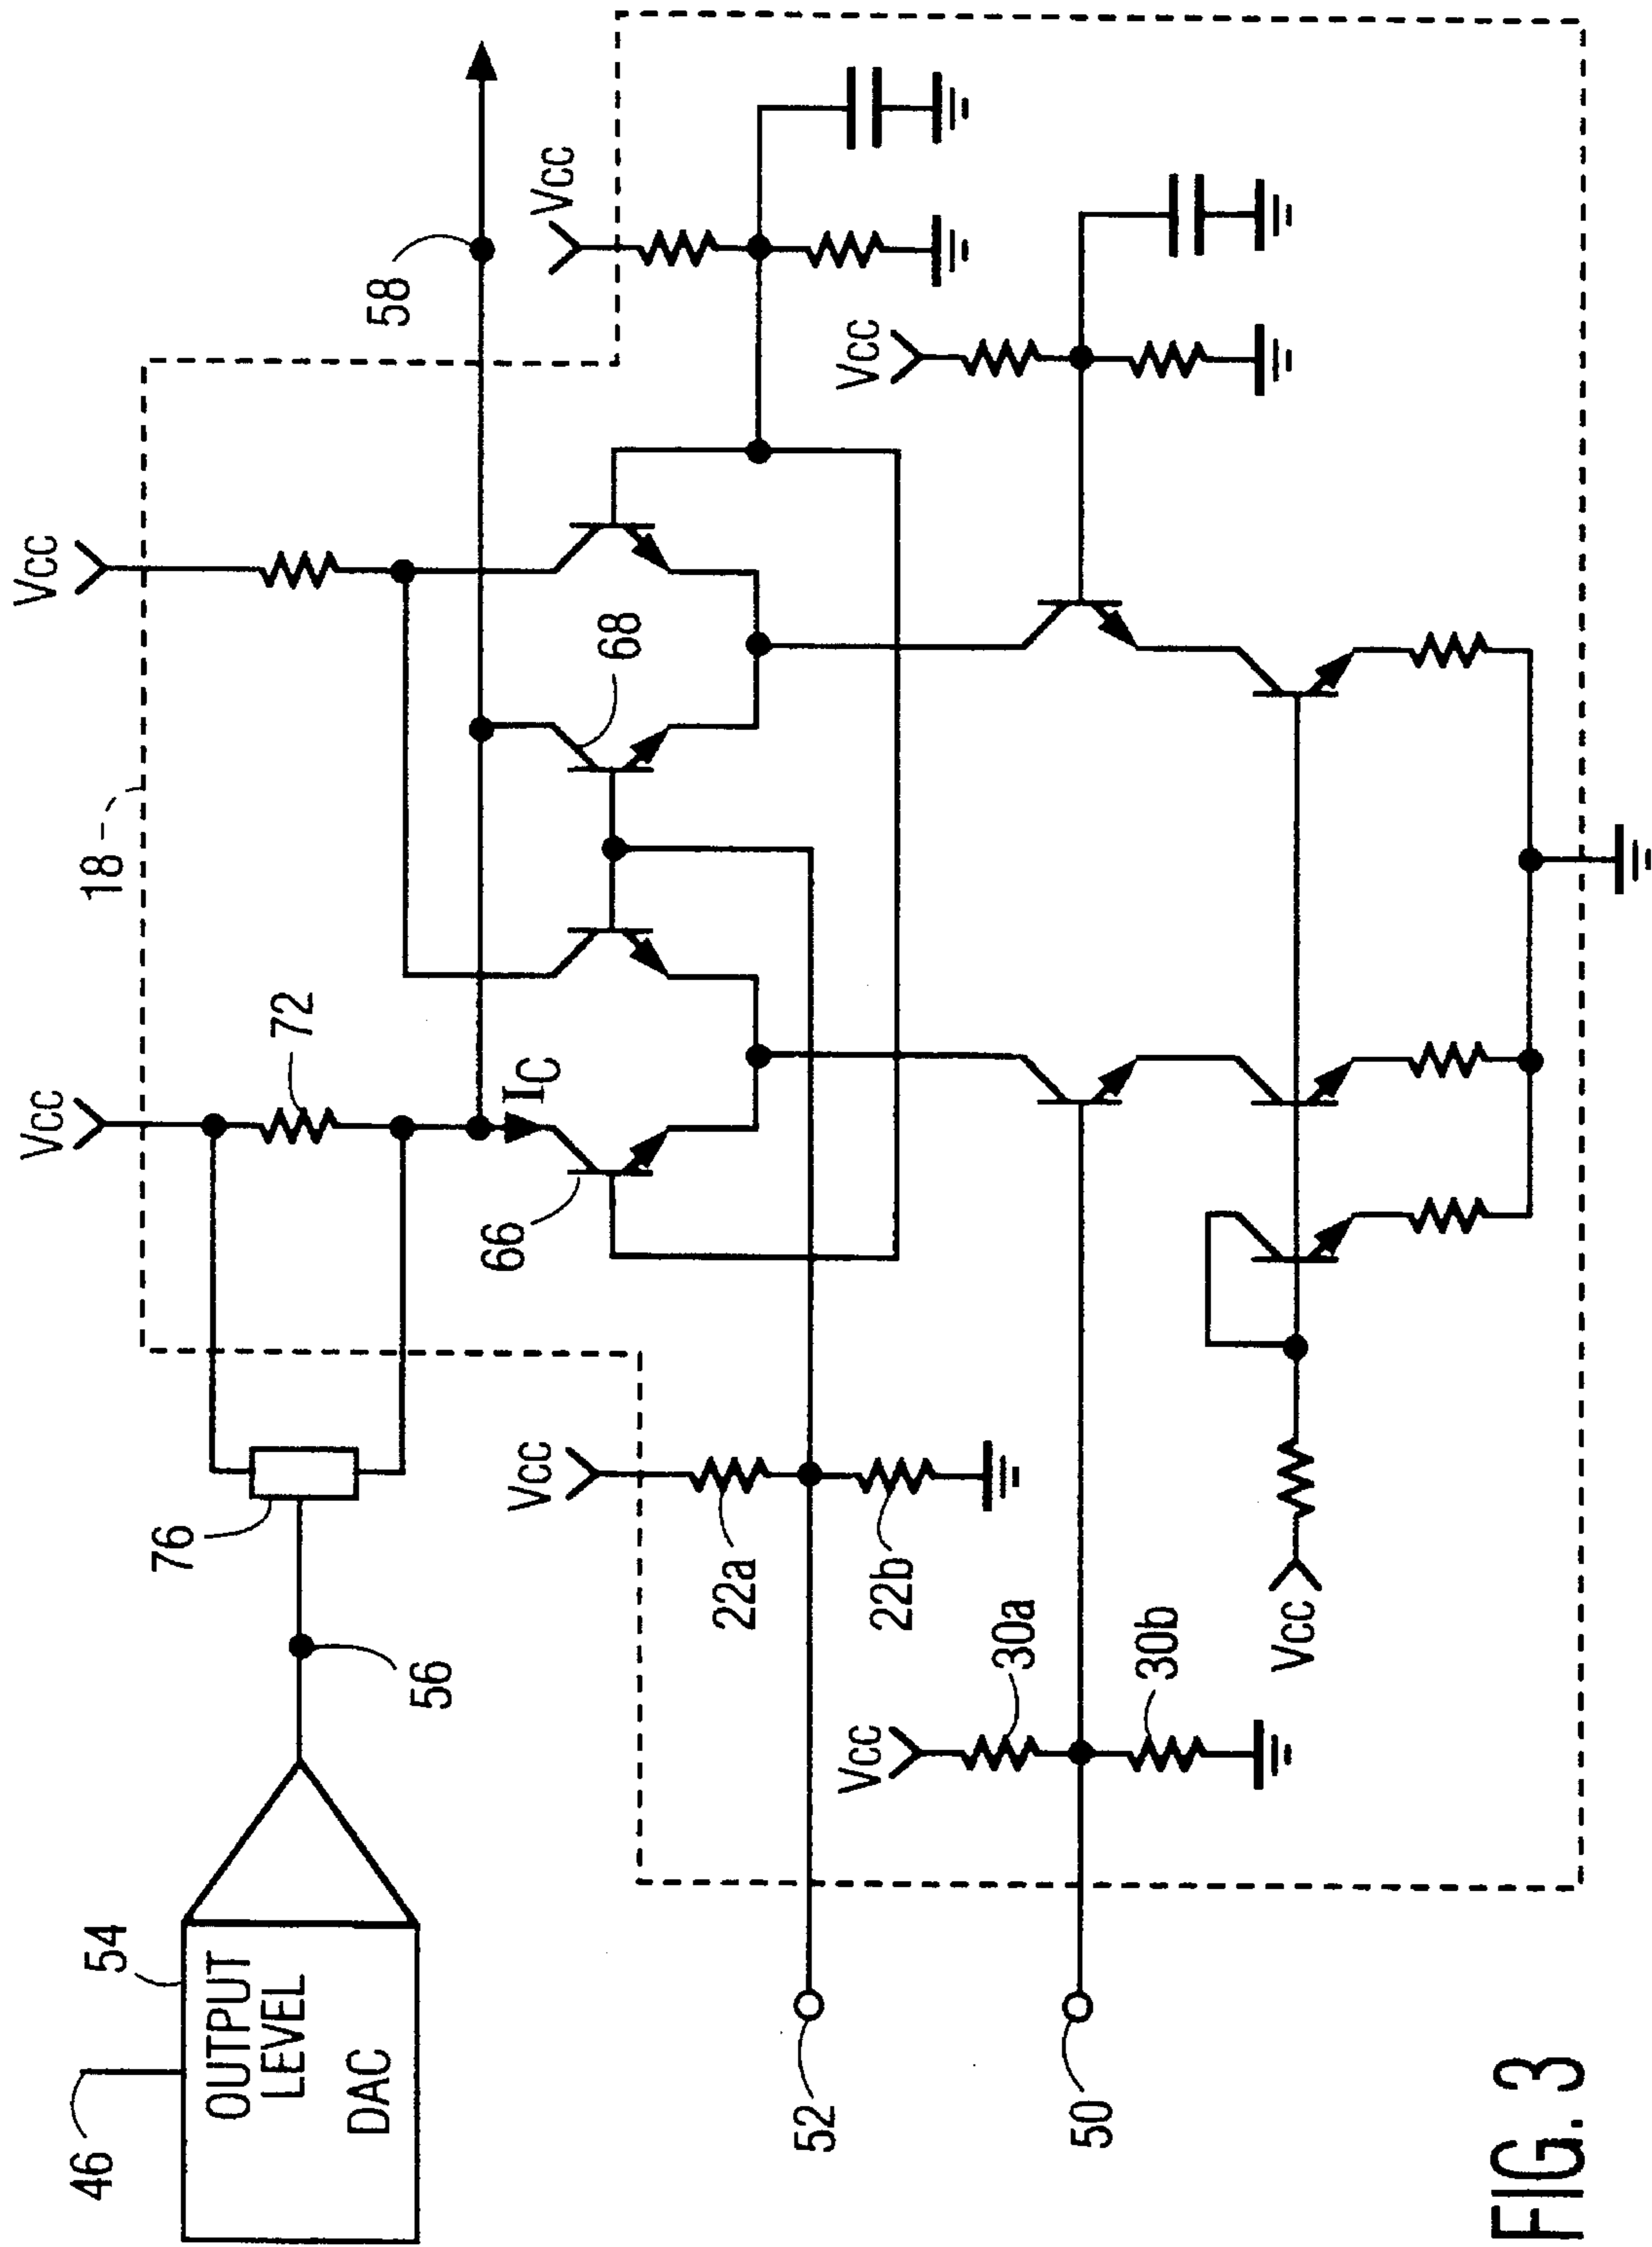 46
54
OUTPUT
LEVEL
DAC
56
76
Vcc
72
18
Vcc
58
Vcc
66
Ic
68
Vcc
22a
22b
52
Vcc
30a
30b
50
Vcc
Vcc
FIG. 3